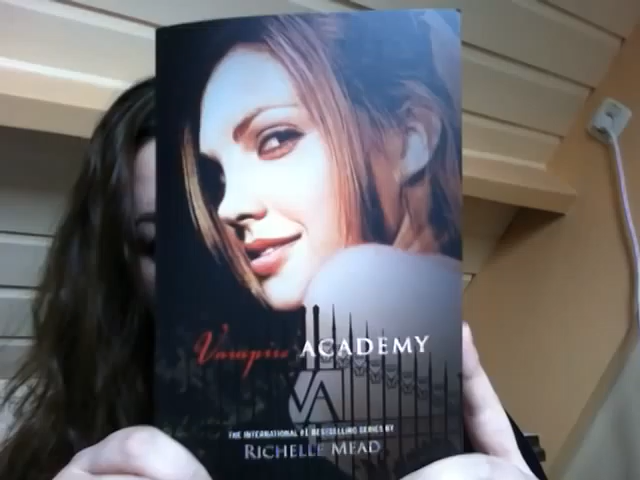 Vampire ACADEMY
VA
THE INTERNATIONAL #1 BESTSELLING SERIES BY
RICHELLE MEAD